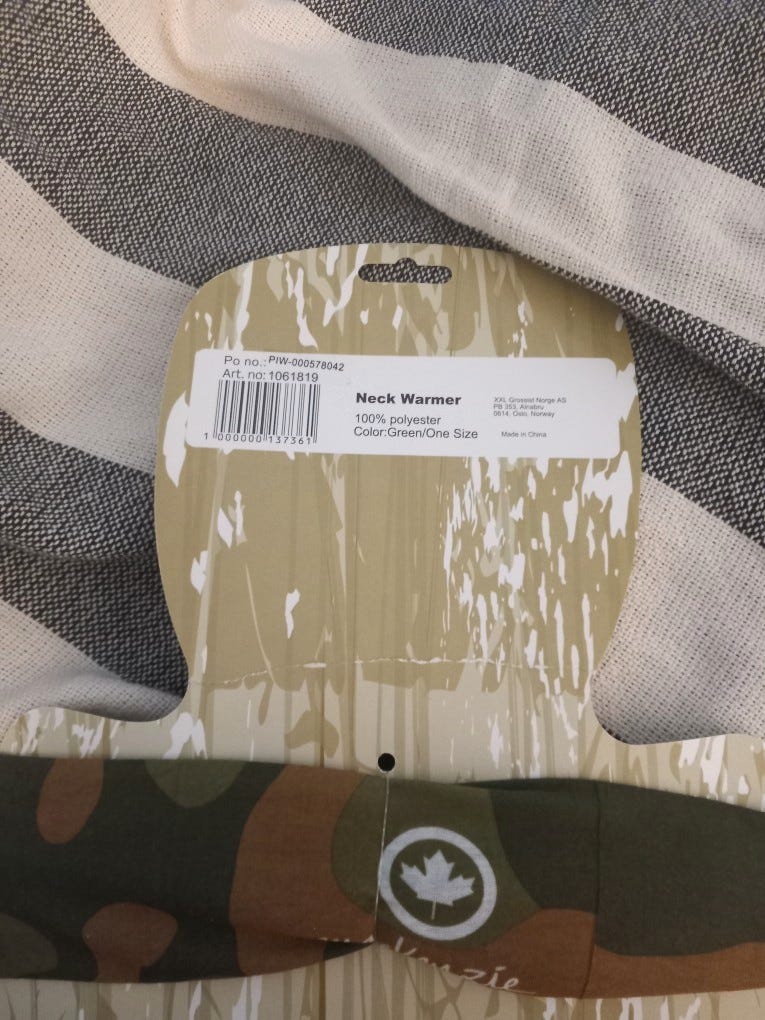 Po no.: PIW-000578042
Art. no: 1061819
1 000000 137361
Neck Warmer
100% polyester
Color:Green/One Size
XXL Grossist Norge AS
PB 353, Alnabru
0614, Oslo, Norway
Made in China